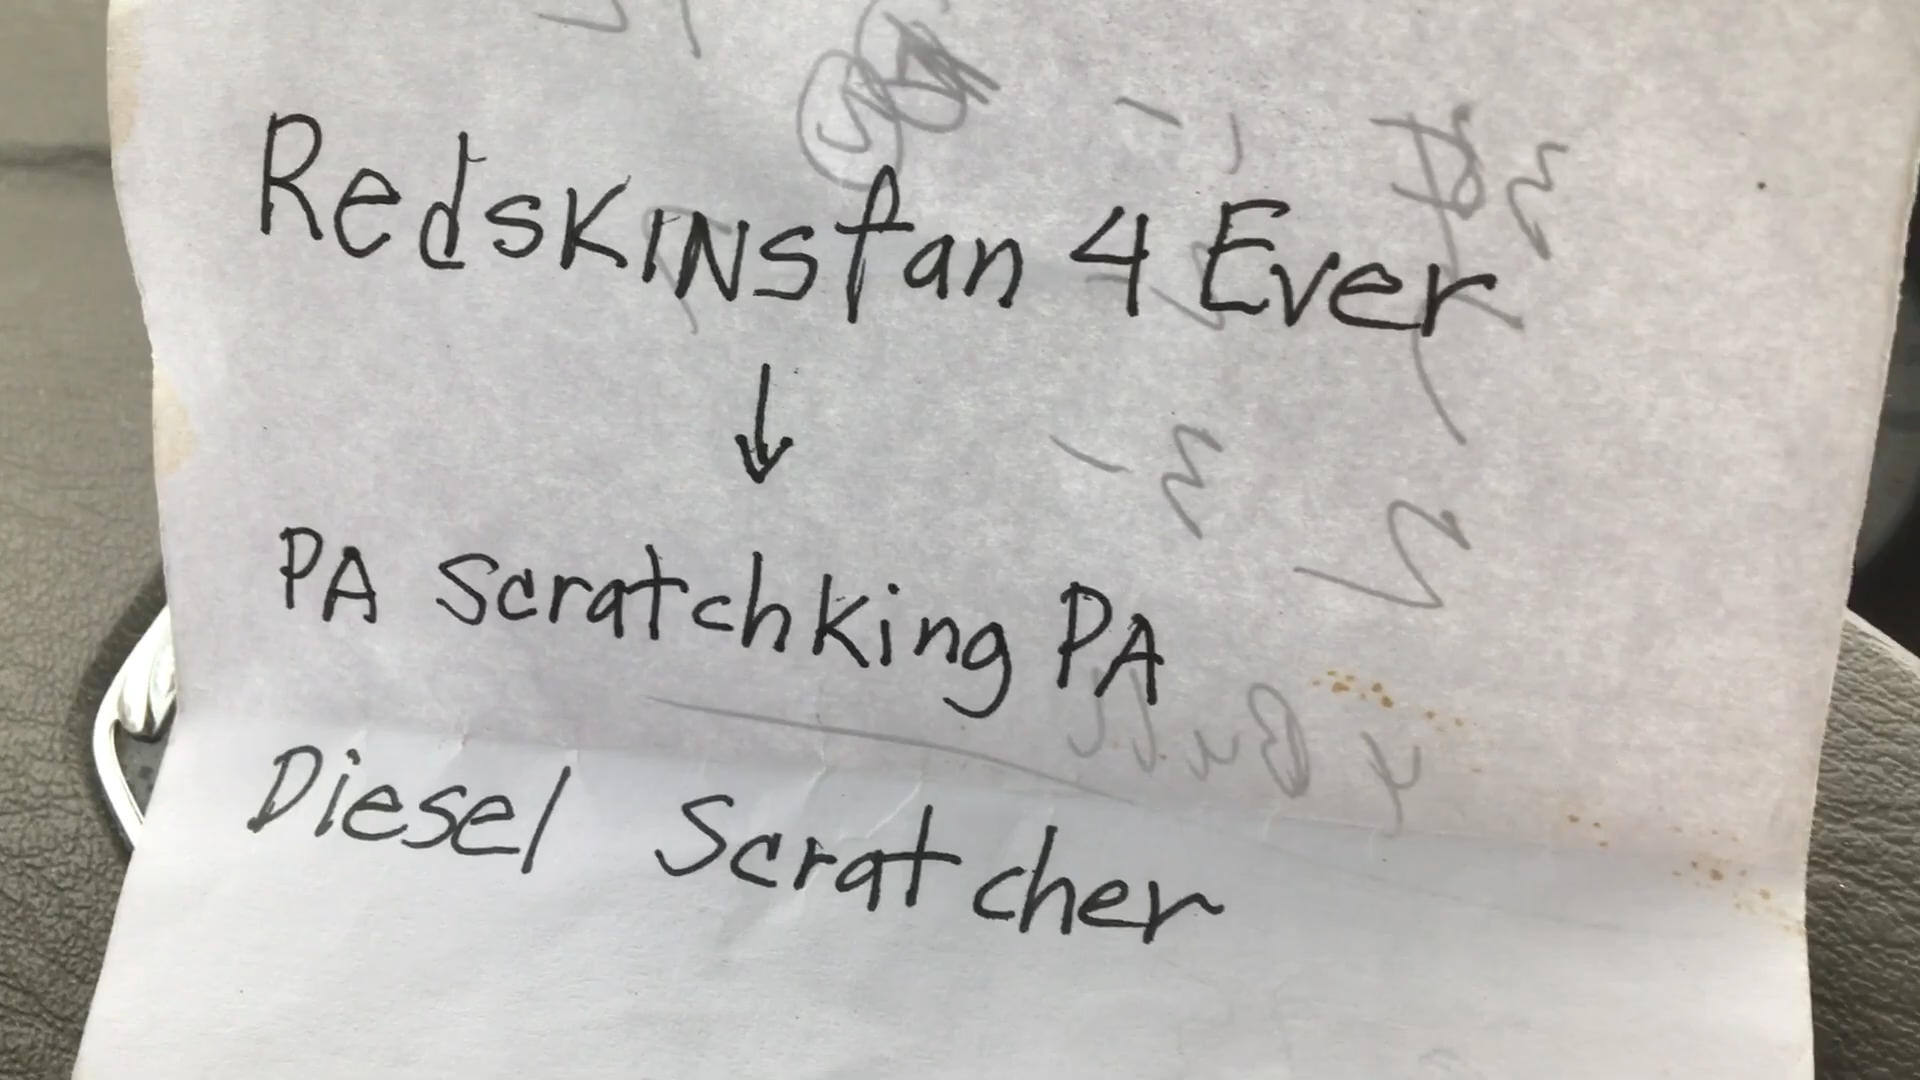 RedsKINsfan 4 Ever
↓
PA ScratchKing PA
Diesel Scratcher